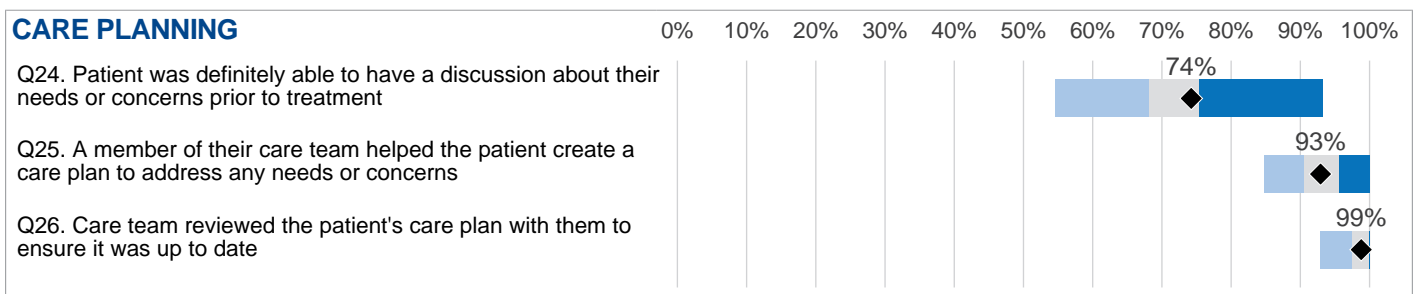 CARE PLANNING
0% 10% 20% 30% 40% 50% 60% 70% 80% 90% 100%
Q24. Patient was definitely able to have a discussion about their
needs or concerns prior to treatment
74%
Q25. A member of their care team helped the patient create a
care plan to address any needs or concerns
93%
Q26. Care team reviewed the patient's care plan with them to
ensure it was up to date
99%